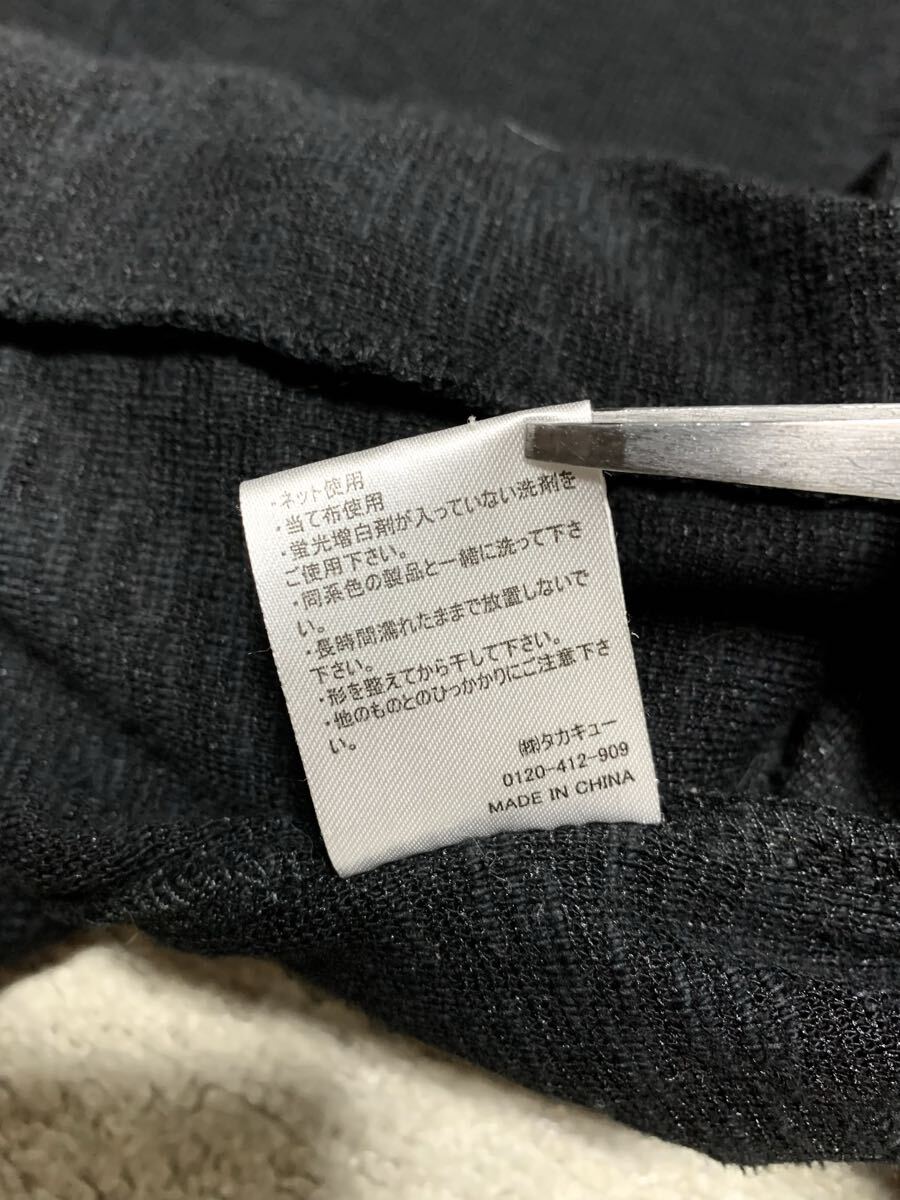 ・ネット使用
・当て布使用
・蛍光増白剤が入っていない洗剤を
ご使用下さい。
・同系色の製品と一緒に洗って下さ
い。
・長時間濡れたままで放置しないで
下さい。
・形を整えてから干して下さい。
・他のものとのひっかかりにご注意下さ
い。
㈱タカキュー
0120-412-909
MADE IN CHINA